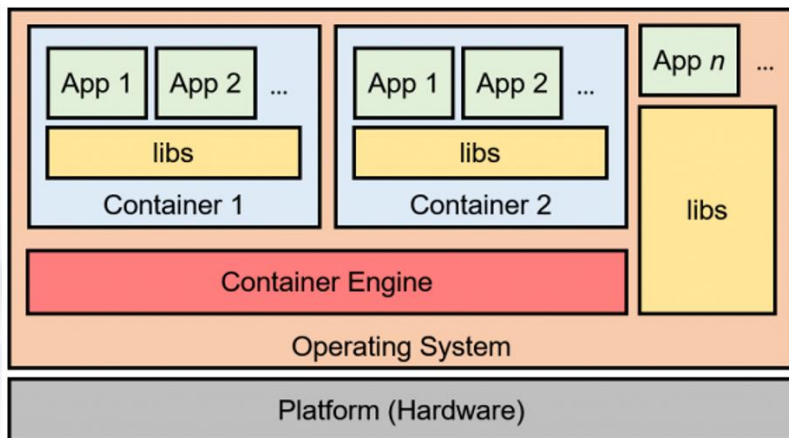 App 1 App 2 ... App 1 App 2 ... App n ...
libs libs libs
Container 1 Container 2
Container Engine
Operating System
Platform (Hardware)